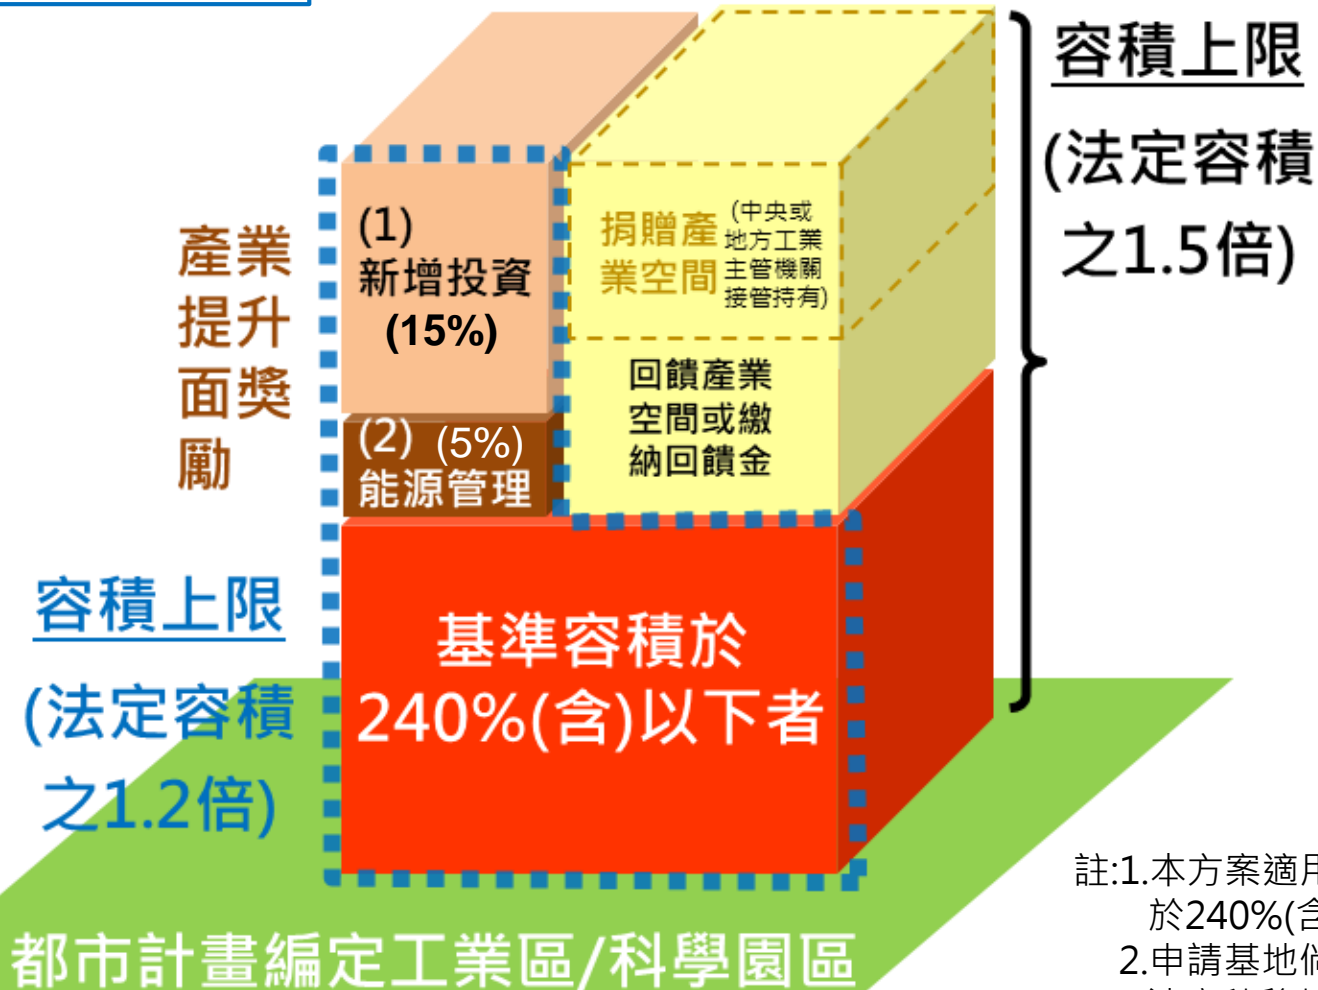 容積上限
(法定容積
之1.5倍)
產業
提升
面獎
勵
(1)
新增投資
(15%)
(2) (5%)
能源管理
捐贈產
業空間
(中央或
地方工業
主管機關
接管持有)
回饋產業
空間或繳
納回饋金
容積上限
(法定容積
之1.2倍)
基準容積於
240%(含)以下者
都市計畫編定工業區/科學園區
註:1.本方案適用
於240%(含
2.申請基地倘